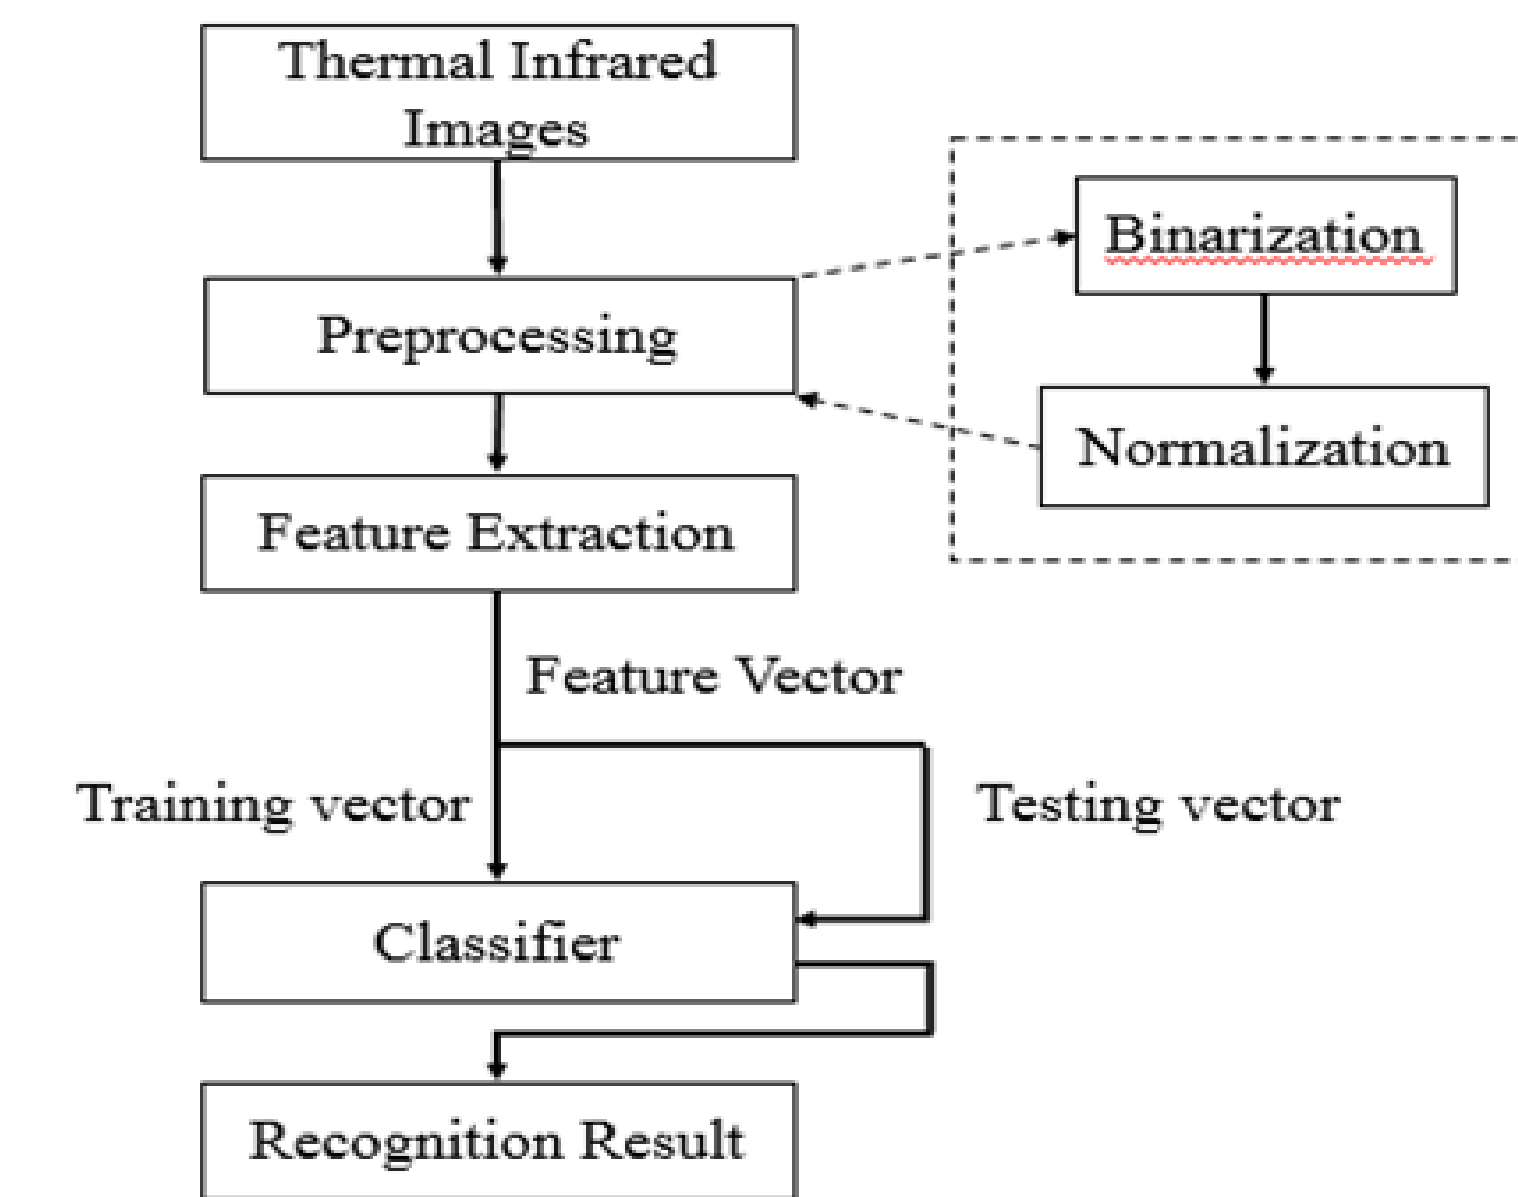 Thermal Infrared
Images
Binarization
Preprocessing
Normalization
Feature Extraction
Feature Vector
Training vector
Testing vector
Classifier
Recognition Result